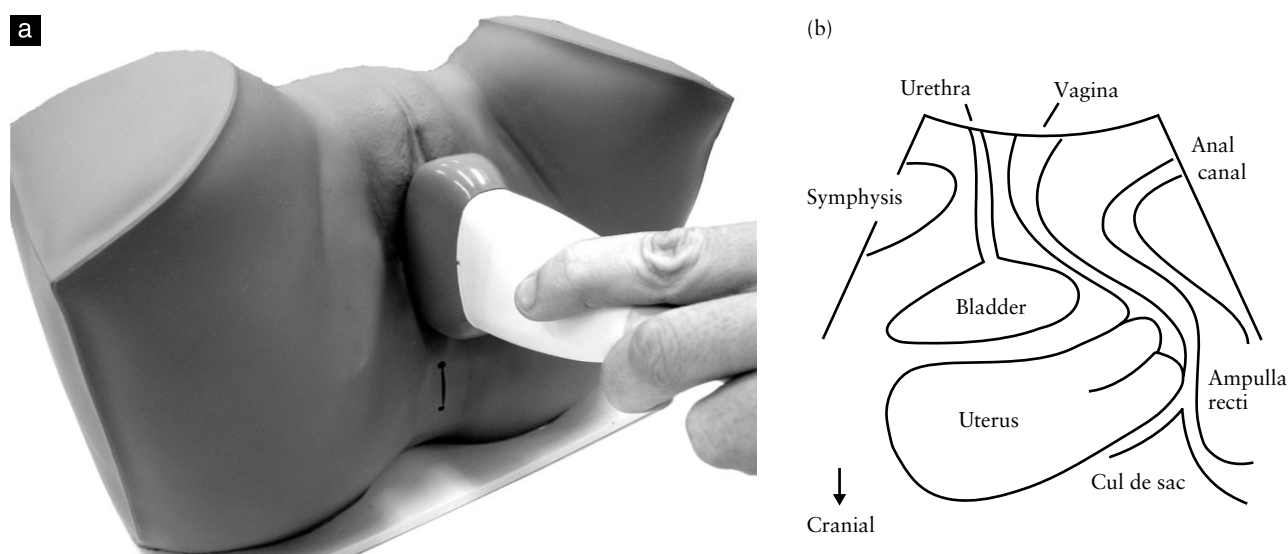 a
(b)
Urethra
Vagina
Anal
canal
Symphysis
Bladder
Ampulla
recti
Uterus
Cul de sac
Cranial